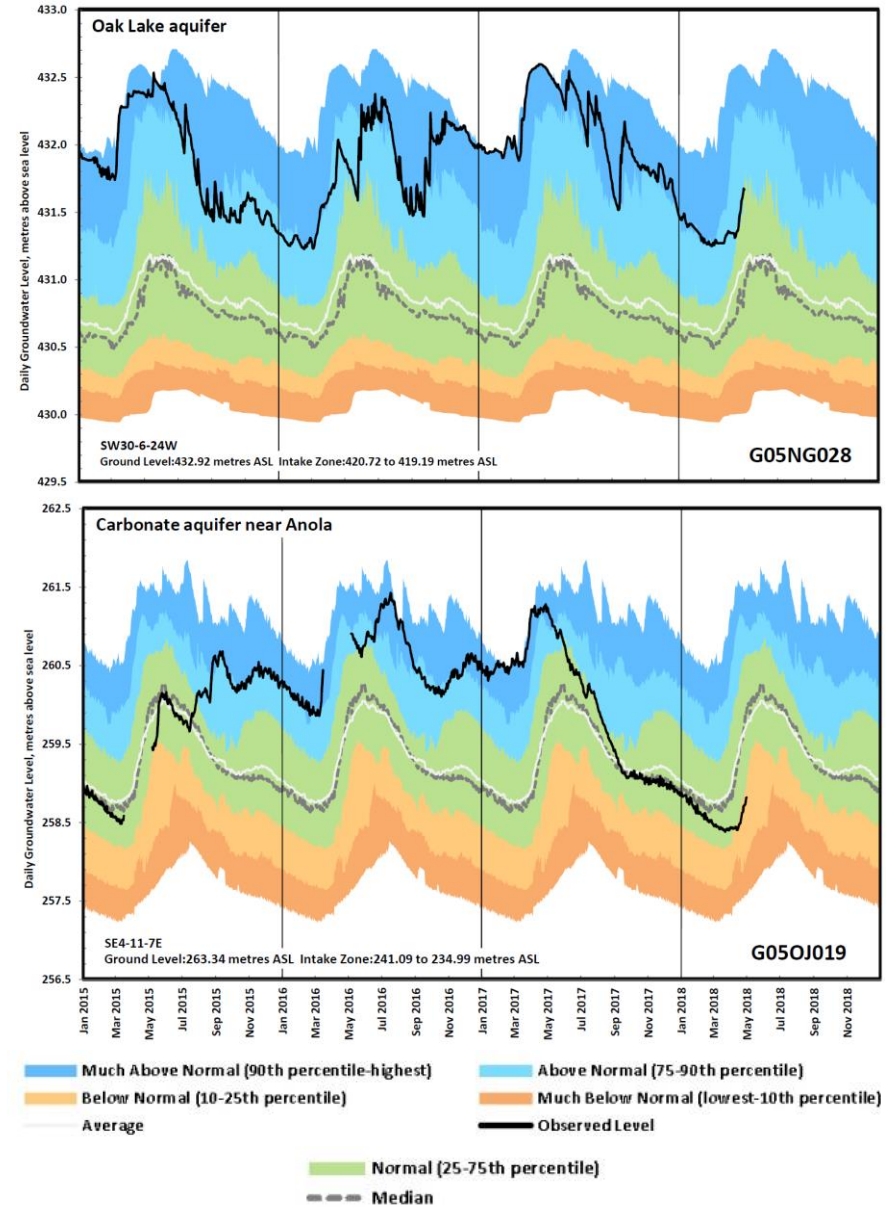 433.0
Oak Lake aquifer
432.5
432.0
431.5
431.0
430.5
430.0
429.5
Daily Groundwater Level, metres above sea level
SW30-6-24W
Ground Level:432.92 metres ASL Intake Zone:420.72 to 419.19 metres ASL
G05NG028
262.5
Carbonate aquifer near Anola
261.5
260.5
259.5
258.5
257.5
256.5
Daily Groundwater Level, metres above sea level
SE4-11-7E
Ground Level:263.34 metres ASL Intake Zone:241.09 to 234.99 metres ASL
G05OJ019
Jan 2015
Mar 2015
May 2015
Jul 2015
Sep 2015
Nov 2015
Jan 2016
Mar 2016
May 2016
Jul 2016
Sep 2016
Nov 2016
Jan 2017
Mar 2017
May 2017
Jul 2017
Sep 2017
Nov 2017
Jan 2018
Mar 2018
May 2018
Jul 2018
Sep 2018
Nov 2018
Much Above Normal (90th percentile-highest)
Above Normal (75-90th percentile)
Below Normal (10-25th percentile)
Much Below Normal (lowest-10th percentile)
Average
Observed Level
Normal (25-75th percentile)
Median